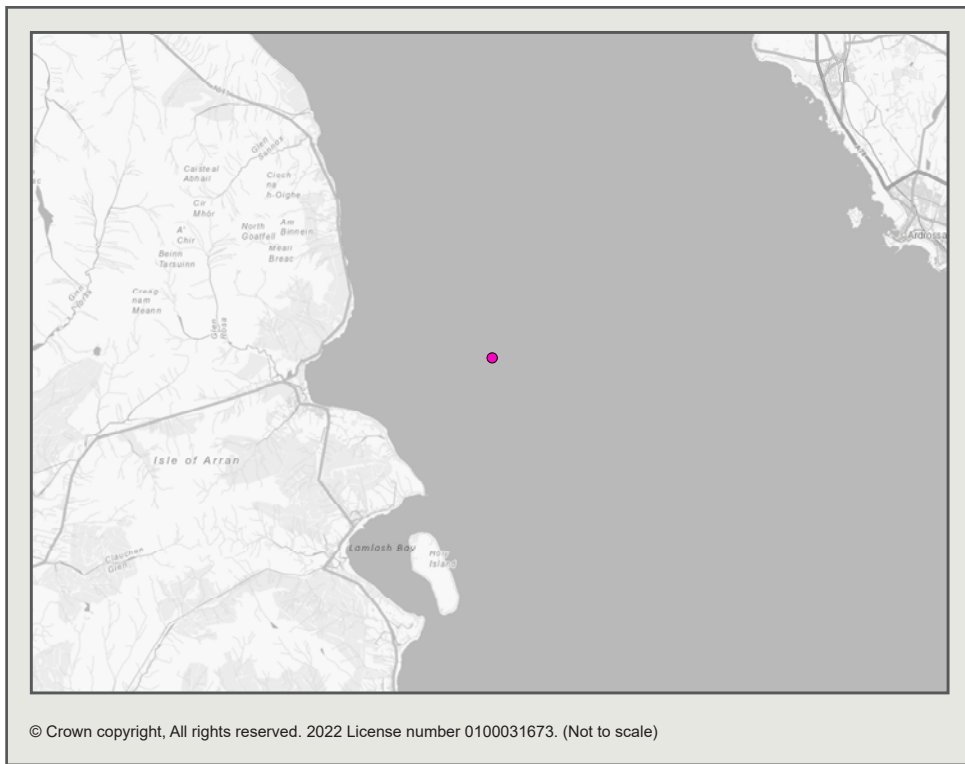 A841
Glen
Sannox
Caisteal
Abhail
Cioch
na
h-Oighe
Cir
Mhòr
A'
Chir
North
Goatfell
Am
Binnein
Meall
Breac
Beinn
Tarsuinn
Glen
Creag
nam
Meann
Glen
Rosa
Ardrossa
Isle of Arran
Clauchan
Glen
Lamlash Bay
Holy
Island
© Crown copyright, All rights reserved. 2022 License number 0100031673. (Not to scale)